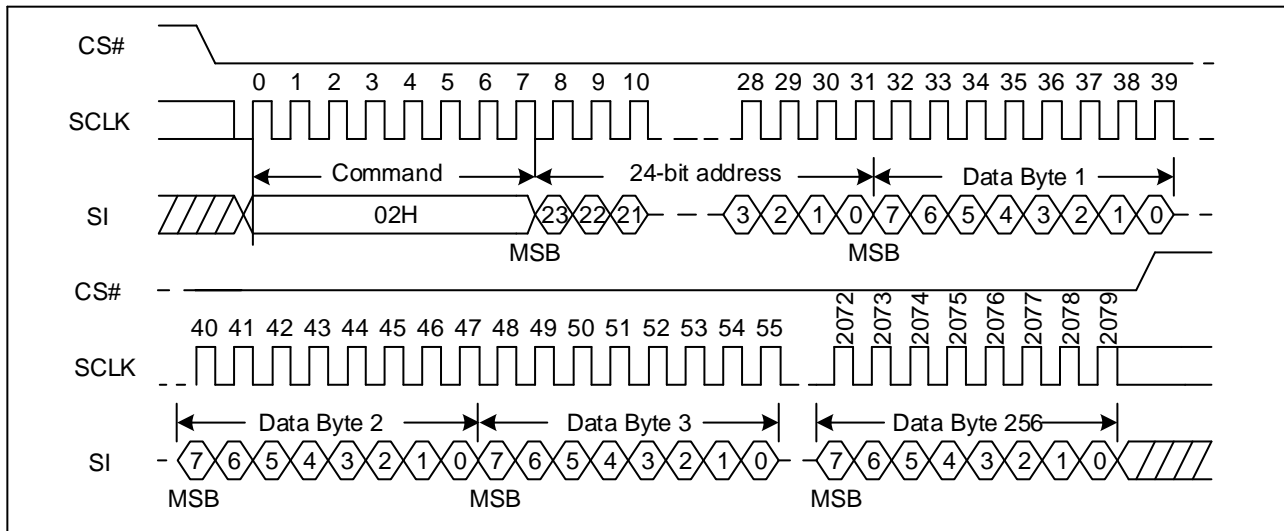 CS#
0 1 2 3 4 5 6 7 8 9 10 28 29 30 31 32 33 34 35 36 37 38 39
SCLK
Command 24-bit address Data Byte 1
SI 02H 23 22 21 3 2 1 0 7 6 5 4 3 2 1 0
MSB MSB
CS#
40 41 42 43 44 45 46 47 48 49 50 51 52 53 54 55 2072 2073 2074 2075 2076 2077 2078 2079
SCLK
Data Byte 2 Data Byte 3 Data Byte 256
SI 7 6 5 4 3 2 1 0 7 6 5 4 3 2 1 0 7 6 5 4 3 2 1 0
MSB MSB MSB